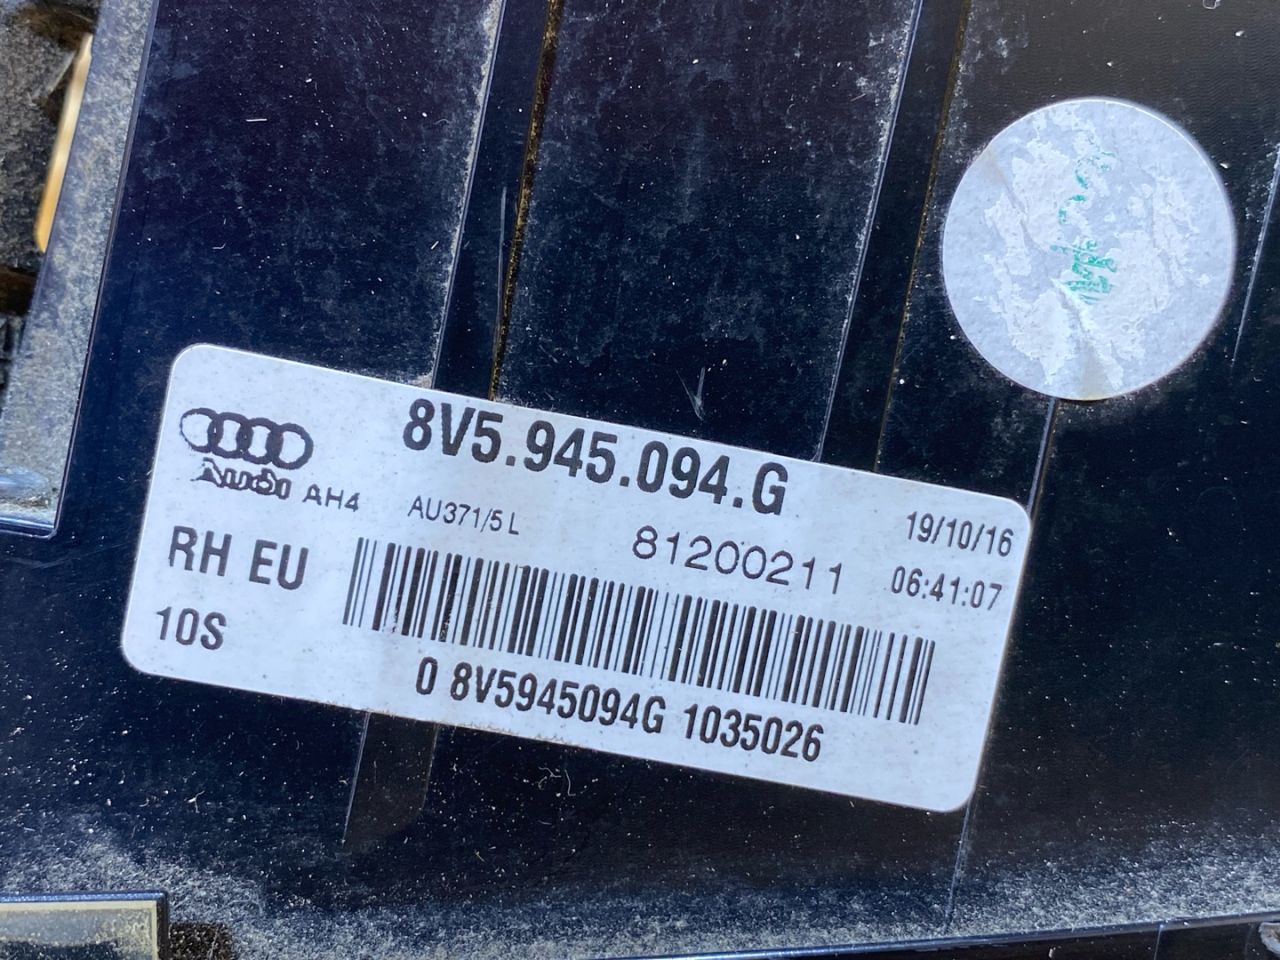 8V5.945.094.G
Audi AH4
AU371/5 L
81200211
19/10/16
06:41:07
RH EU
10S
0 8V5945094G 1035026